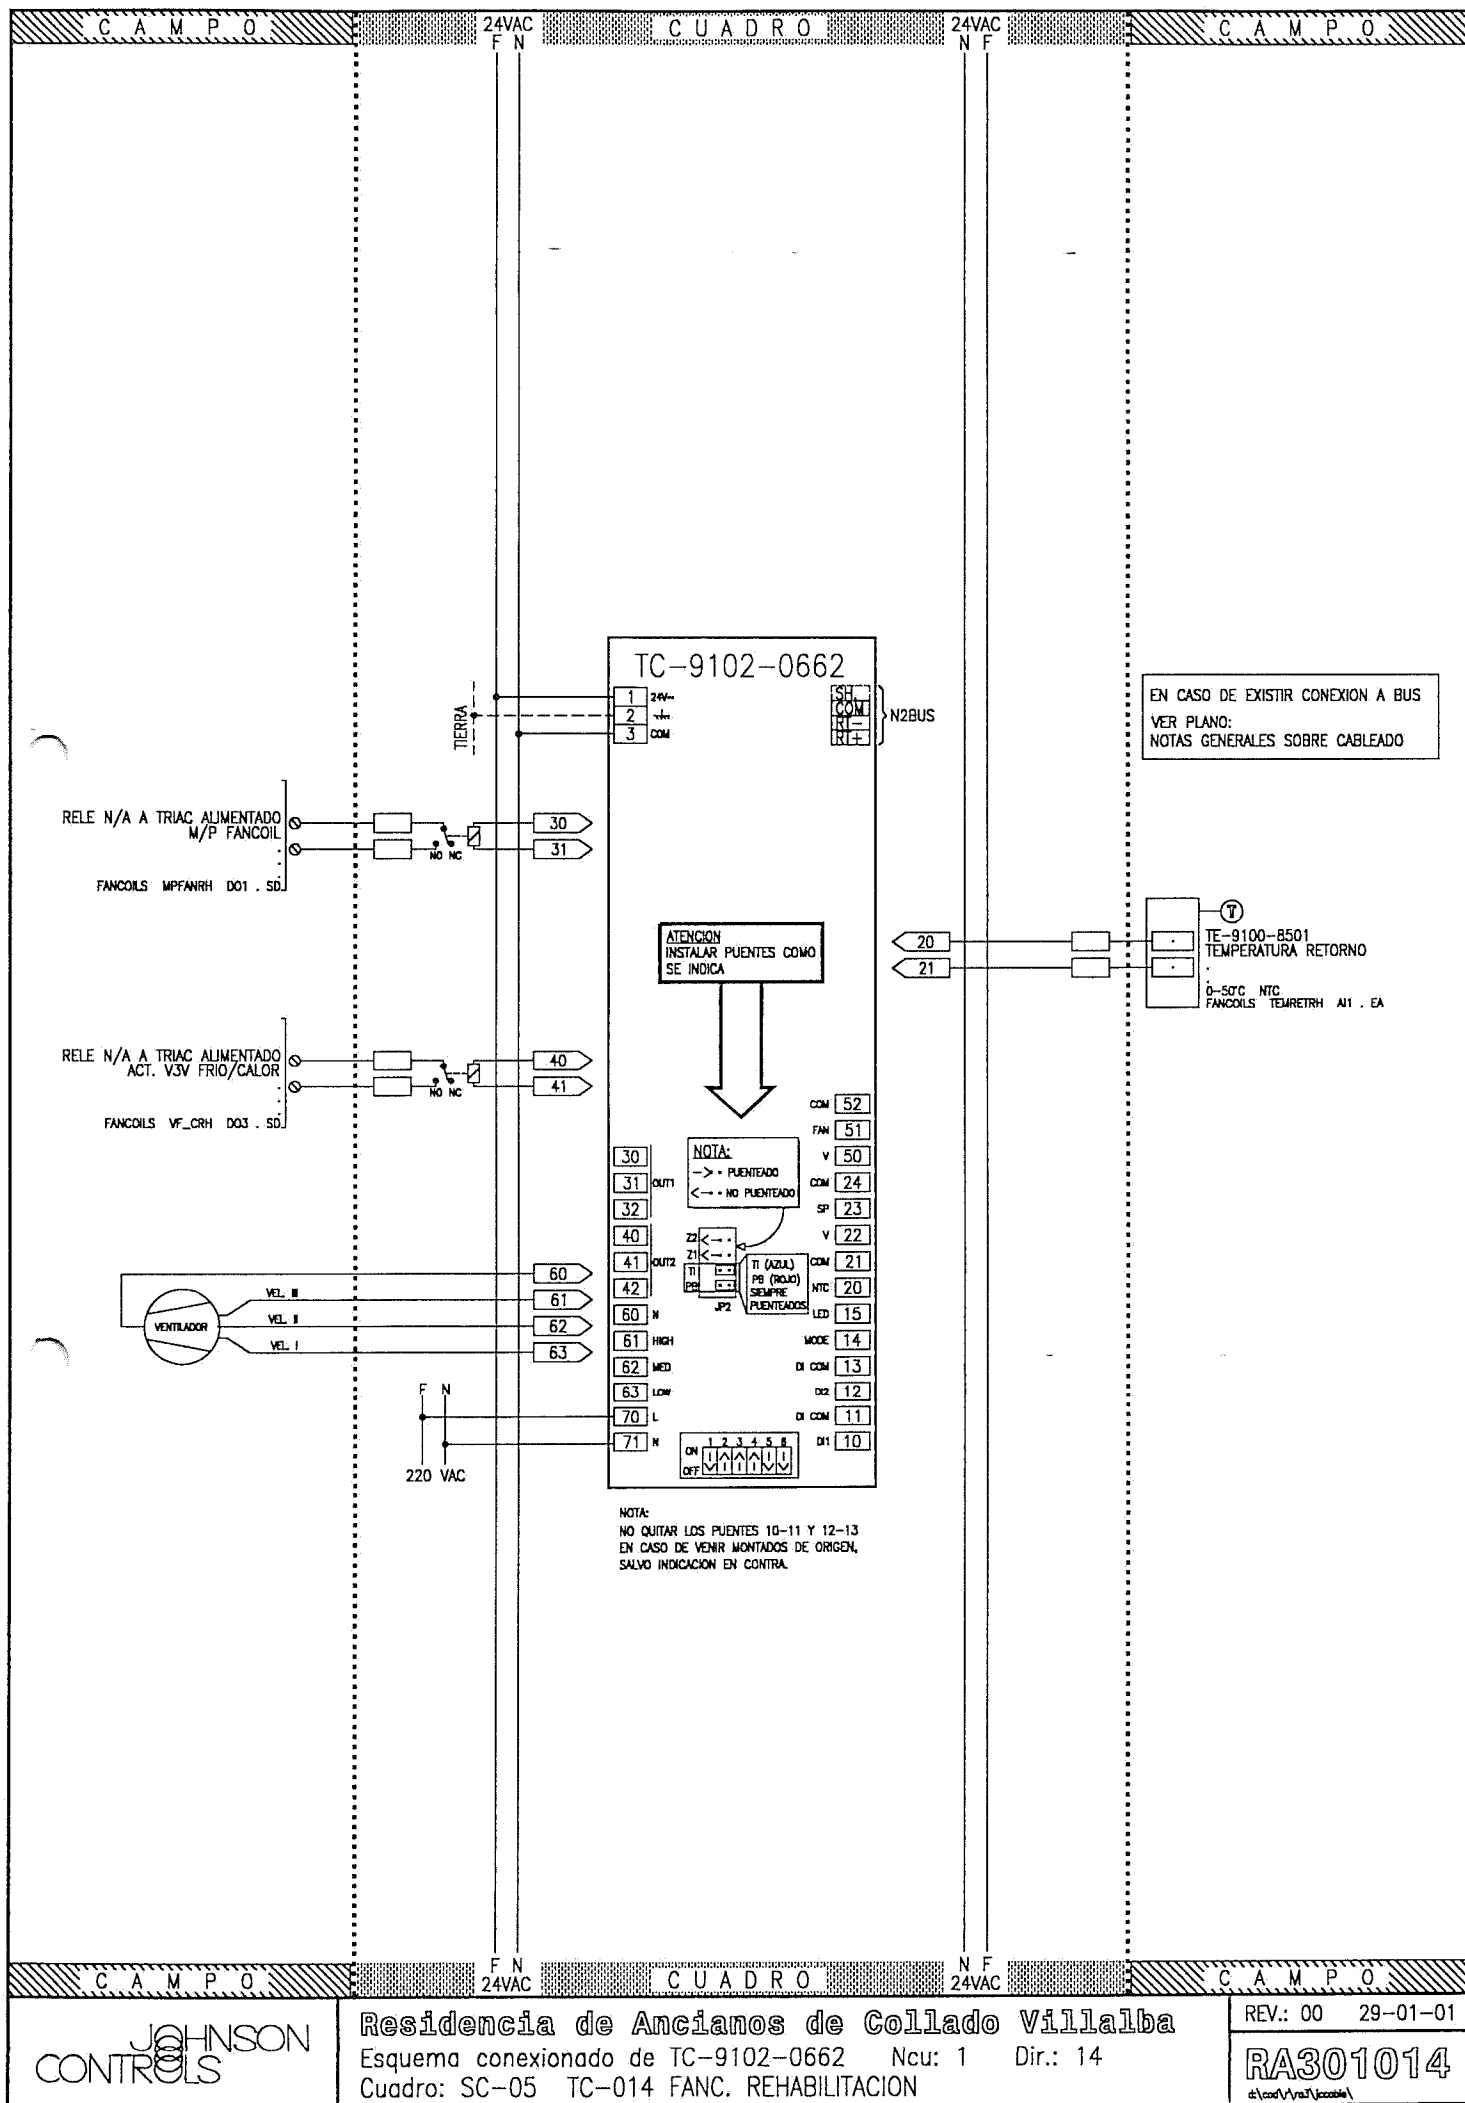 C A M P O
24VAC
F N
C U A D R O
24VAC
N F
C A M P O
TC-9102-0662
1 24V~
2
3 COM
SH.
COM
RT-
RT+
N2BUS
TIERRA
EN CASO DE EXISTIR CONEXION A BUS
VER PLANO:
NOTAS GENERALES SOBRE CABLEADO
RELE N/A A TRIAC ALIMENTADO
M/P FANCOIL
.
.
FANCOILS MPFANRH DO1 . SD
NO NC
30
31
ATENCION
INSTALAR PUENTES COMO
SE INDICA
20
21
T
TE-9100-8501
TEMPERATURA RETORNO
.
.
0-50°C NTC
FANCOILS TEMRETRH AI1 . EA
RELE N/A A TRIAC ALIMENTADO
ACT. V3V FRIO/CALOR
.
.
FANCOILS VF_CRH DO3 . SD
NO NC
40
41
30
31 OUT1
32
40
41 OUT2
42
60 N
61 HIGH
62 MED
63 LOW
70 L
71 N
NOTA:
-> · PUENTEADO
<- · · NO PUENTEADO
Z2
Z1
TI
PB
JP2
TI (AZUL)
PB (ROJO)
SIEMPRE
PUENTEADOS
COM 52
FAN 51
V 50
COM 24
SP 23
V 22
COM 21
NTC 20
LED 15
MODE 14
DI COM 13
DI2 12
DI COM 11
DI1 10
VENTILADOR
VEL. III
VEL. II
VEL. I
60
61
62
63
F N
220 VAC
1 2 3 4 5 6
ON
OFF
NOTA:
NO QUITAR LOS PUENTES 10-11 Y 12-13
EN CASO DE VENIR MONTADOS DE ORIGEN,
SALVO INDICACION EN CONTRA.
C A M P O
F N
24VAC
C U A D R O
N F
24VAC
C A M P O
JOHNSON
CONTROLS
Residencia de Ancianos de Collado Villalba
Esquema conexionado de TC-9102-0662 Ncu: 1 Dir.: 14
Cuadro: SC-05 TC-014 FANC. REHABILITACION
REV.: 00 29-01-01
RA301014
d:\cad\r\ra3\jccable\